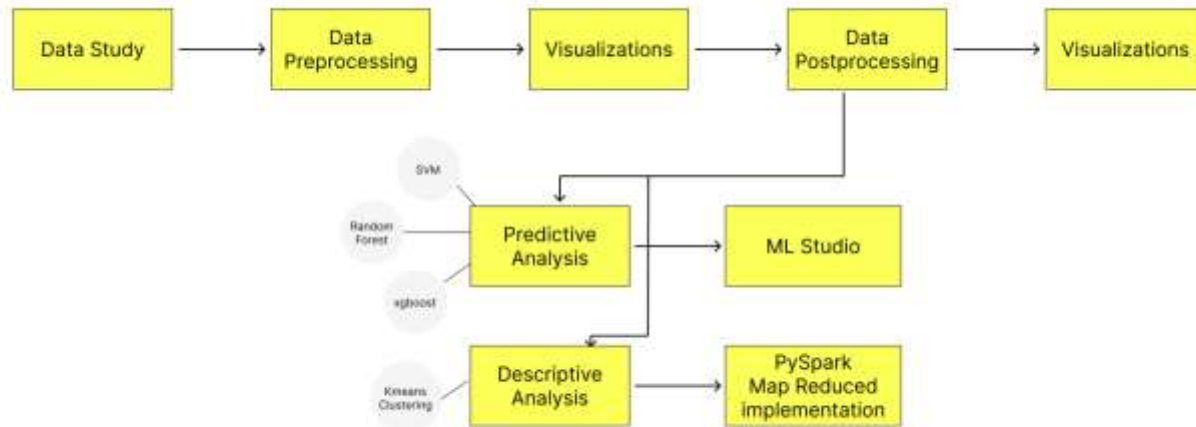 Data Study
Data
Preprocessing
Visualizations
Data
Postprocessing
Visualizations
SVM
Random
Forest
xgboost
Predictive
Analysis
ML Studio
Kmeans
Clustering
Descriptive
Analysis
PySpark
Map Reduced
implementation